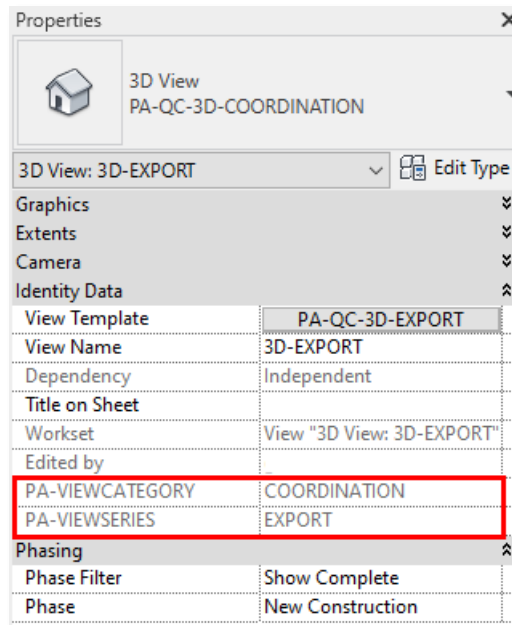 Properties
3D View
PA-QC-3D-COORDINATION
3D View: 3D-EXPORT Edit Type
Graphics
Extents
Camera
Identity Data
View Template PA-QC-3D-EXPORT
View Name 3D-EXPORT
Dependency Independent
Title on Sheet
Workset View "3D View: 3D-EXPORT"
Edited by
PA-VIEWCATEGORY COORDINATION
PA-VIEWSERIES EXPORT
Phasing
Phase Filter Show Complete
Phase New Construction